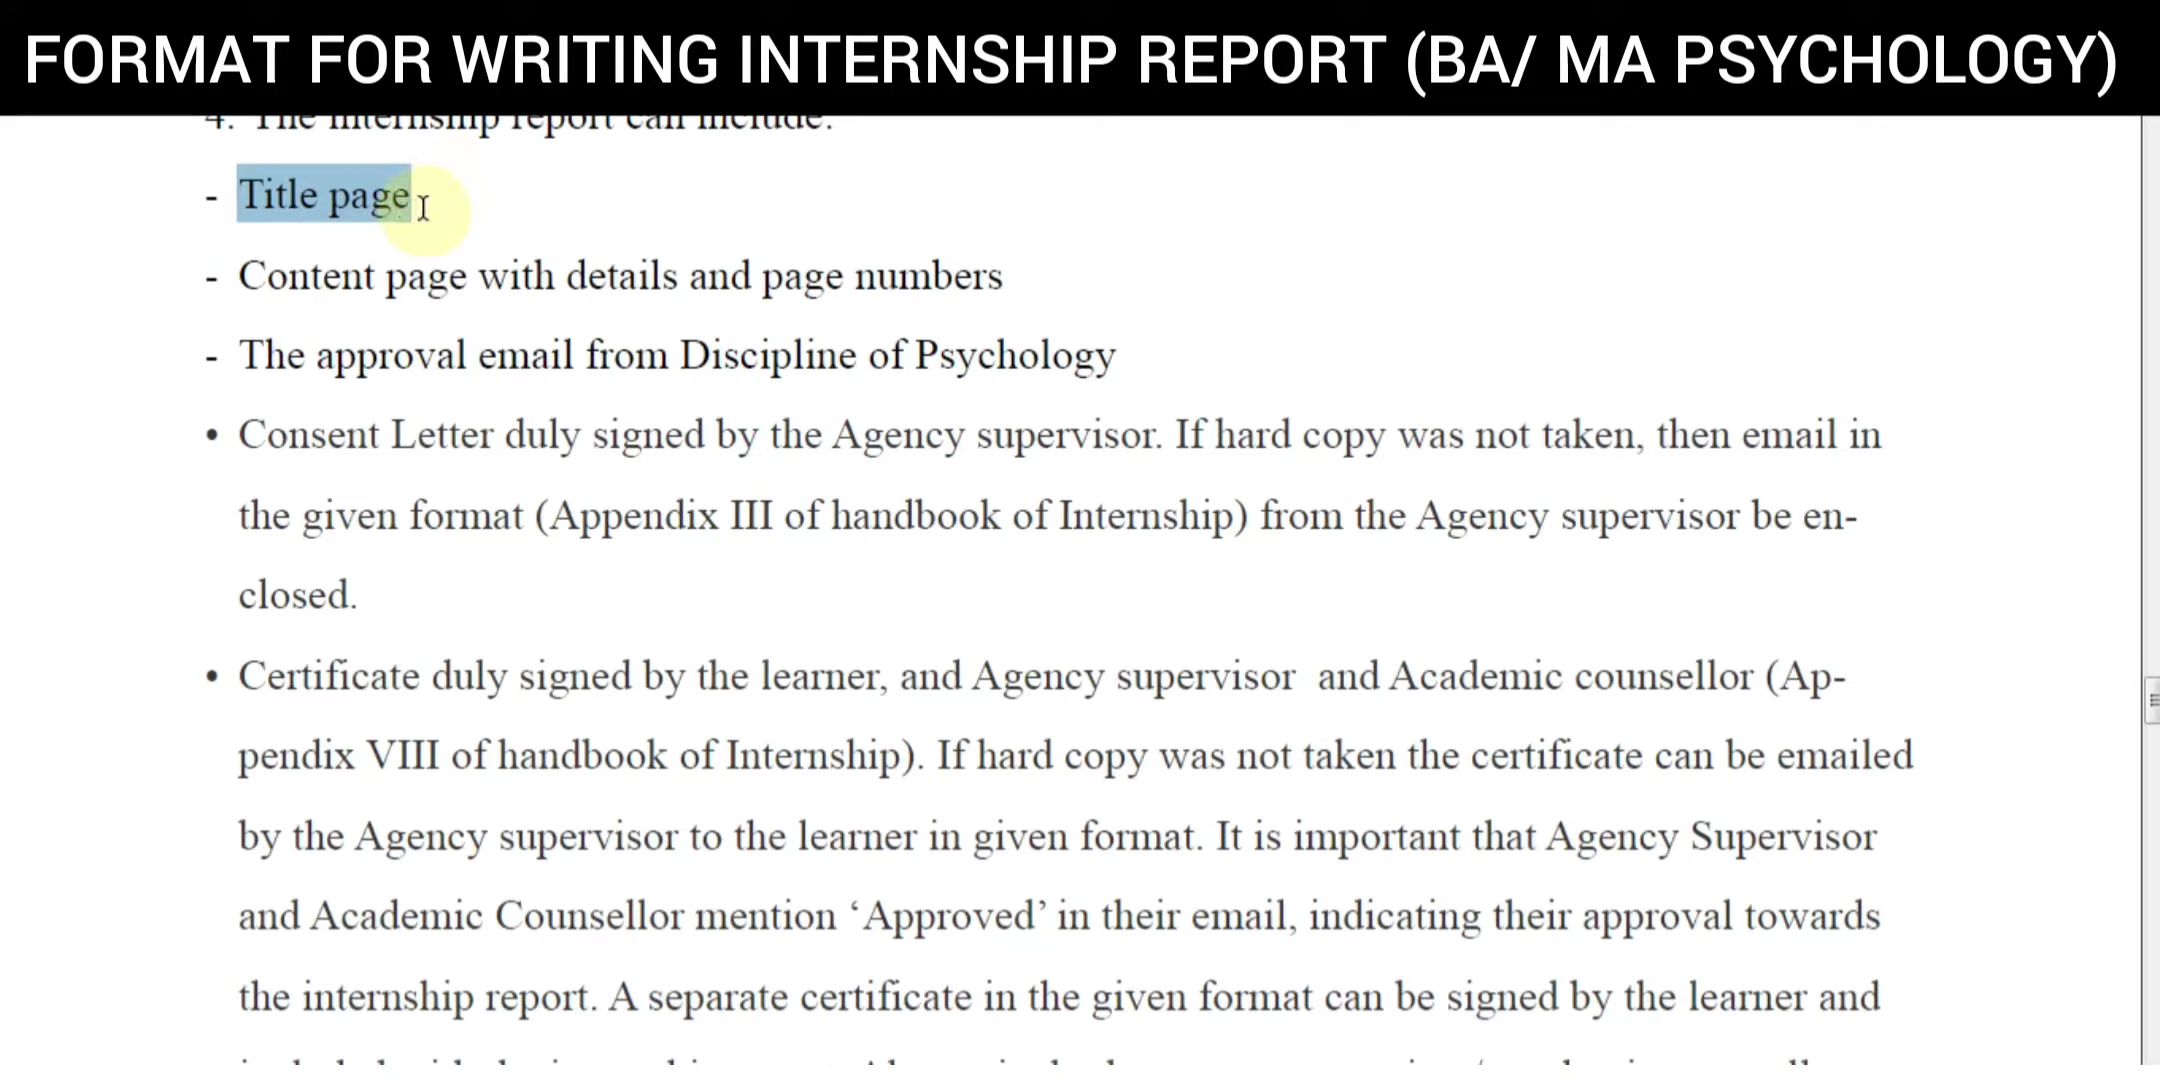 FORMAT FOR WRITING INTERNSHIP REPORT (BA/ MA PSYCHOLOGY)
4. The internship report can include:
- Title page
- Content page with details and page numbers
- The approval email from Discipline of Psychology
• Consent Letter duly signed by the Agency supervisor. If hard copy was not taken, then email in
the given format (Appendix III of handbook of Internship) from the Agency supervisor be en-
closed.
• Certificate duly signed by the learner, and Agency supervisor and Academic counsellor (Ap-
pendix VIII of handbook of Internship). If hard copy was not taken the certificate can be emailed
by the Agency supervisor to the learner in given format. It is important that Agency Supervisor
and Academic Counsellor mention ‘Approved’ in their email, indicating their approval towards
the internship report. A separate certificate in the given format can be signed by the learner and